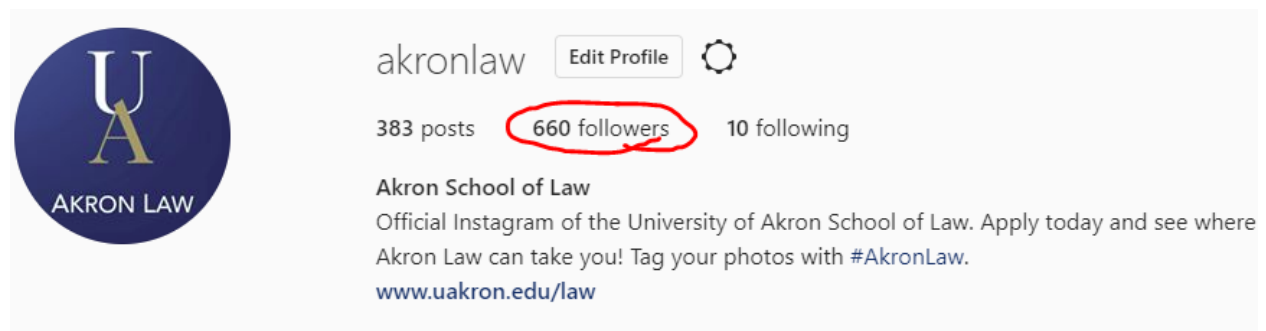 UA
AKRON LAW
akronlaw Edit Profile
383 posts 660 followers 10 following
Akron School of Law
Official Instagram of the University of Akron School of Law. Apply today and see where
Akron Law can take you! Tag your photos with #AkronLaw.
www.uakron.edu/law